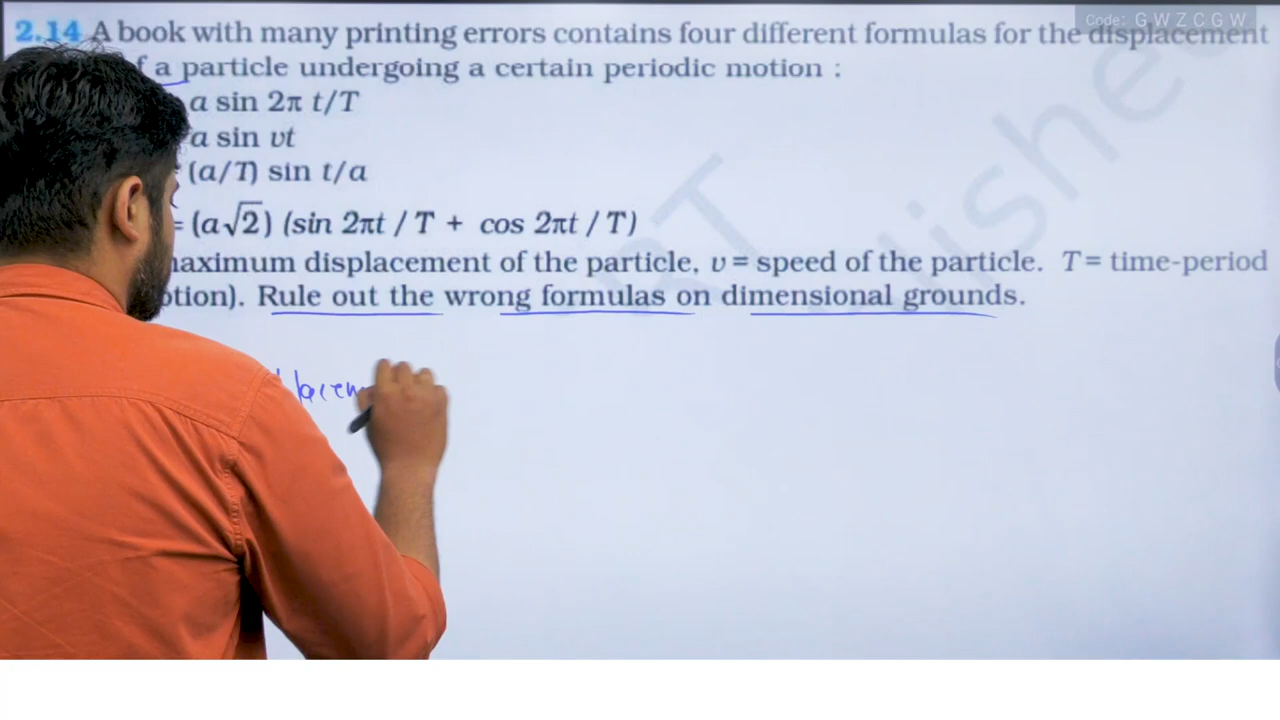 Code: G W Z C G W
2.14 A book with many printing errors contains four different formulas for the displacement
f a particle undergoing a certain periodic motion :
a sin 2π t/T
a sin vt
(a/T) sin t/a
= (a√2) (sin 2πt / T + cos 2πt / T)
maximum displacement of the particle, v = speed of the particle. T = time-period
otion). Rule out the wrong formulas on dimensional grounds.